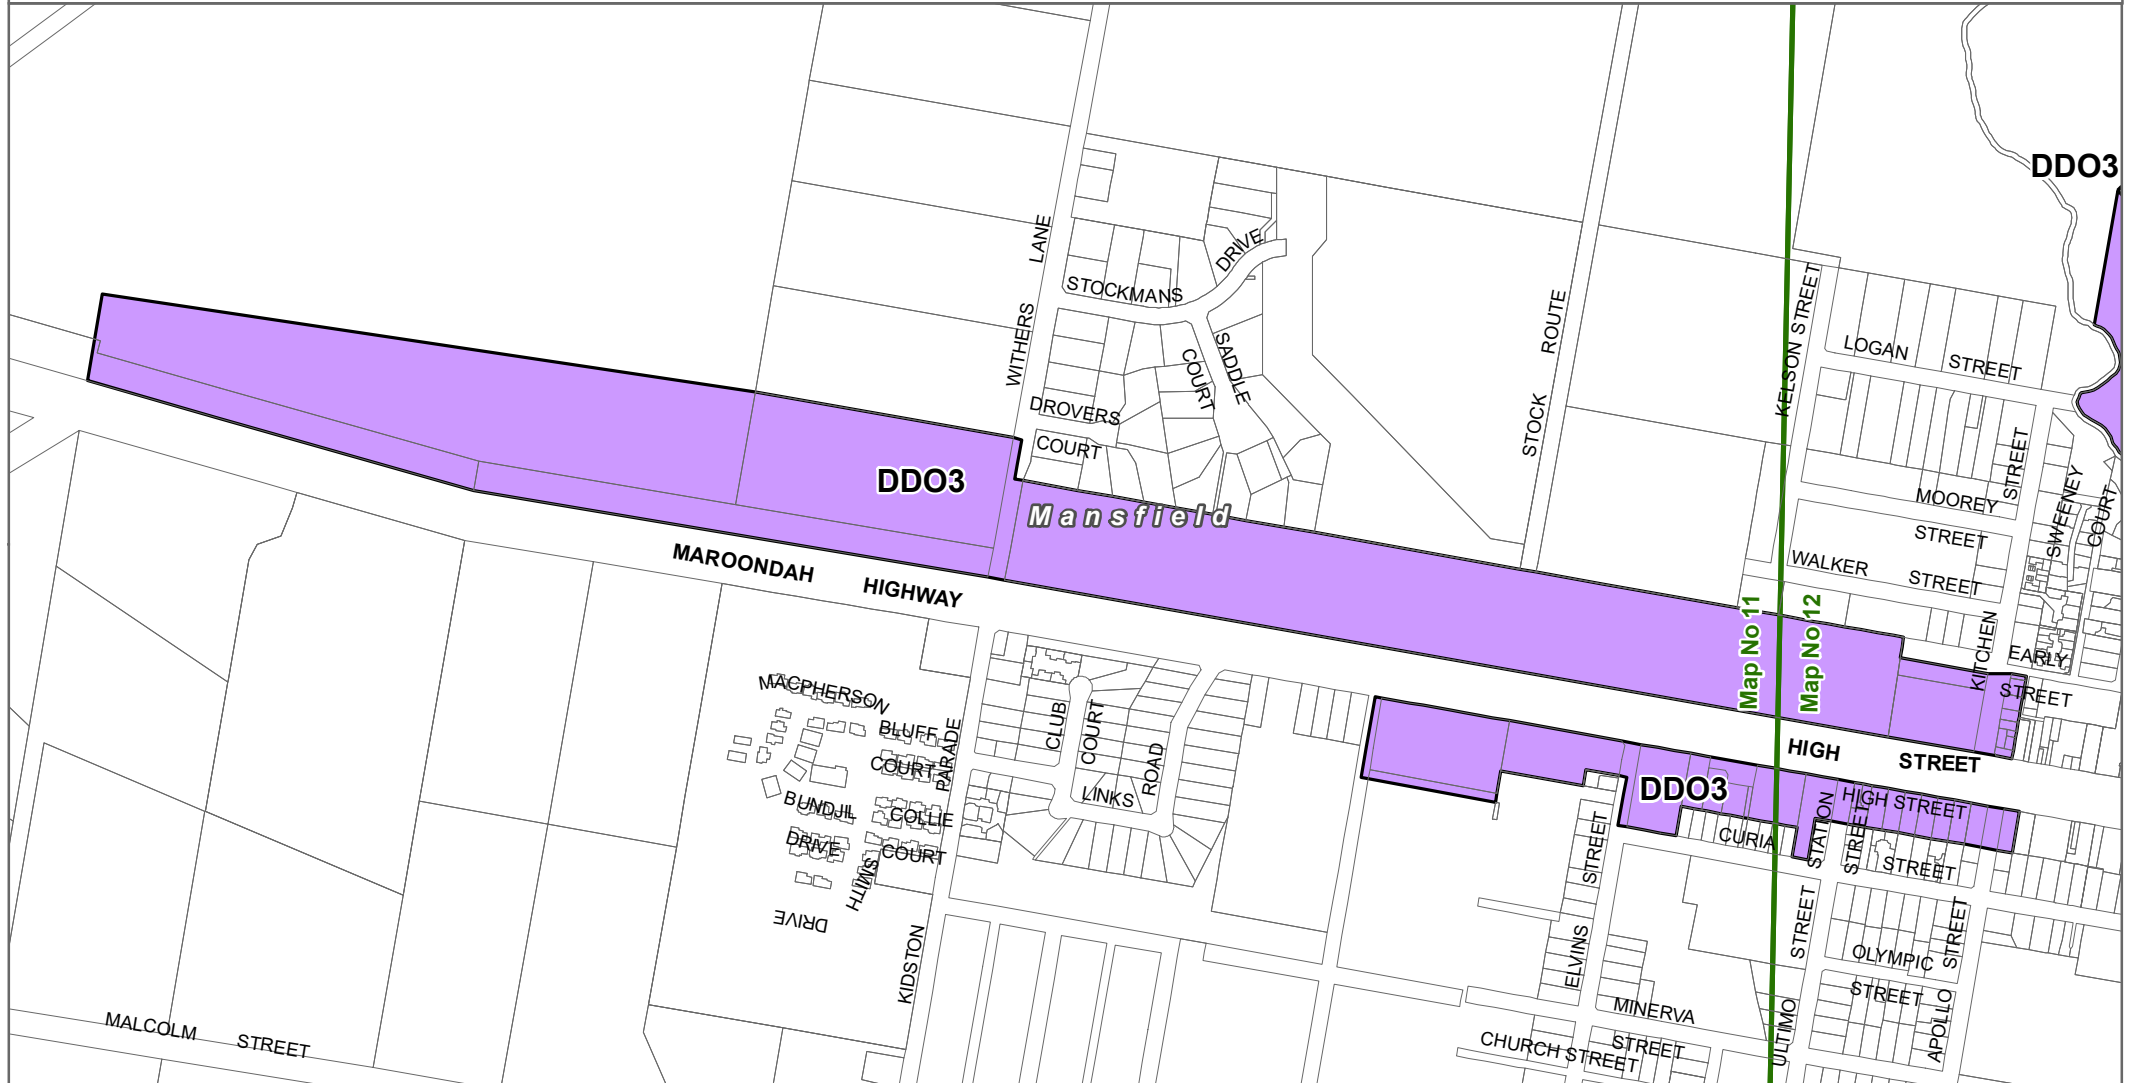 DDO3
LANE
DRIVE
STOCKMANS
KELSON STREET
WITHERS
ROUTE
SADDLE
COURT
LOGAN
STREET
DROVERS
COURT
STOCK
STREET
DDO3
Mansfield
MOOREY
STREET
SWEENEY
COURT
MAROONDAH
HIGHWAY
WALKER
STREET
Map No 11
Map No 12
KITCHEN
EARLY
STREET
MACPHERSON
BLUFF
COURT
PARADE
CLUB
COURT
ROAD
LINKS
HIGH
STREET
DDO3
HIGH STREET
BUNDJIL
DRIVE
COLLIE
COURT
SMITH
DRIVE
CURIA
STREET
STATION
STREET
STREET
ELVINS
STREET
ULTIMO
OLYMPIC
STREET
STREET
APOLLO
KIDSTON
MINERVA
STREET
CHURCH STREET
MALCOLM
STREET